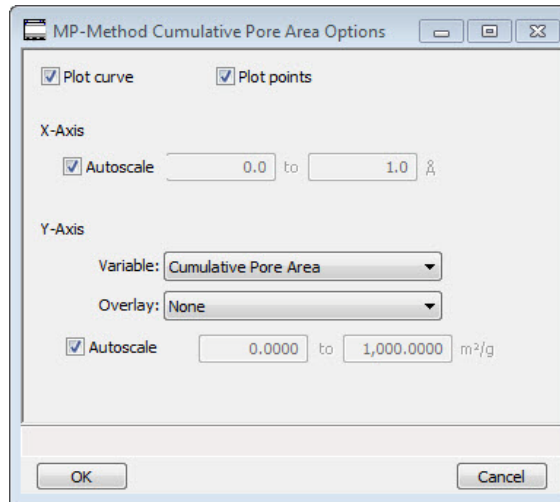 MP-Method Cumulative Pore Area Options
Plot curve Plot points
X-Axis
Autoscale 0.0 to 1.0 Å
Y-Axis
Variable: Cumulative Pore Area
Overlay: None
Autoscale 0.0000 to 1,000.0000 m²/g
OK Cancel